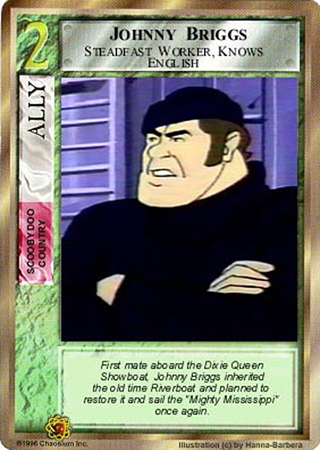 2
JOHNNY BRIGGS
STEADFAST WORKER, KNOWS
ENGLISH
ALLY
SCOOBYDOO
COUNTRY
First mate aboard the Dixie Queen
Showboat, Johnny Briggs inherited
the old time Riverboat and planned to
restore it and sail the "Mighty Mississippi"
once again.
©1996 Chaosium Inc.
Illustration (c) by Hanna-Barbera